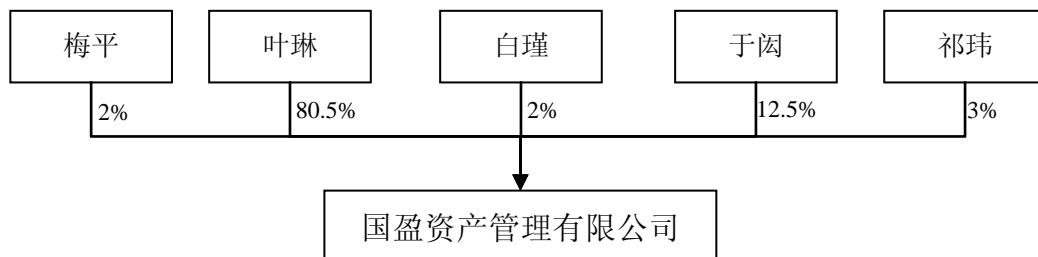 梅平 叶琳 白瑾 于闳 祁玮
2% 80.5% 2% 12.5% 3%
国盈资产管理有限公司